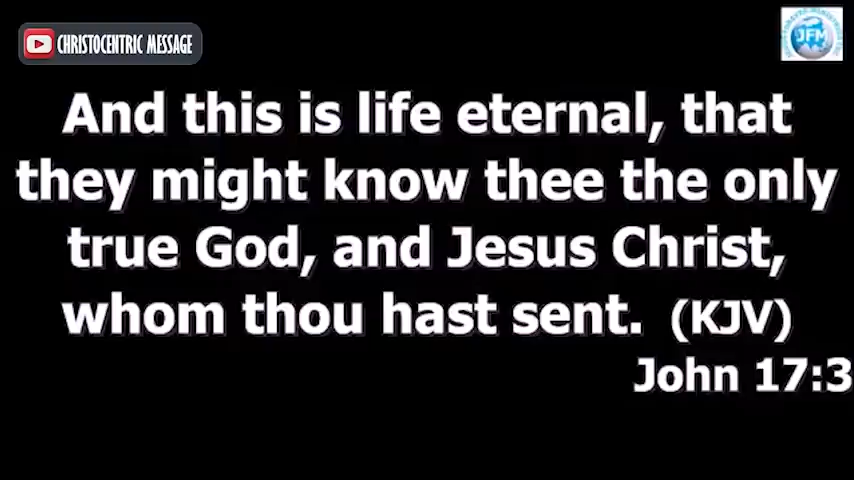 CHRISTOCENTRIC MESSAGE
JFM
And this is life eternal, that
they might know thee the only
true God, and Jesus Christ,
whom thou hast sent. (KJV)
John 17:3